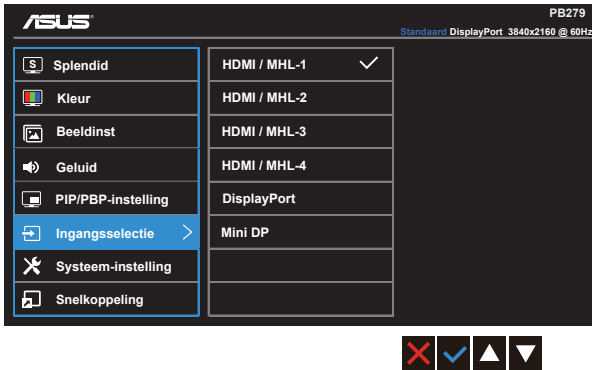 ASUS
PB279
Standaard DisplayPort 3840x2160 @ 60Hz
S Splendid
Kleur
Beeldinst
Geluid
PIP/PBP-instelling
Ingangsselectie
Systeem-instelling
Snelkoppeling
HDMI / MHL-1
HDMI / MHL-2
HDMI / MHL-3
HDMI / MHL-4
DisplayPort
Mini DP